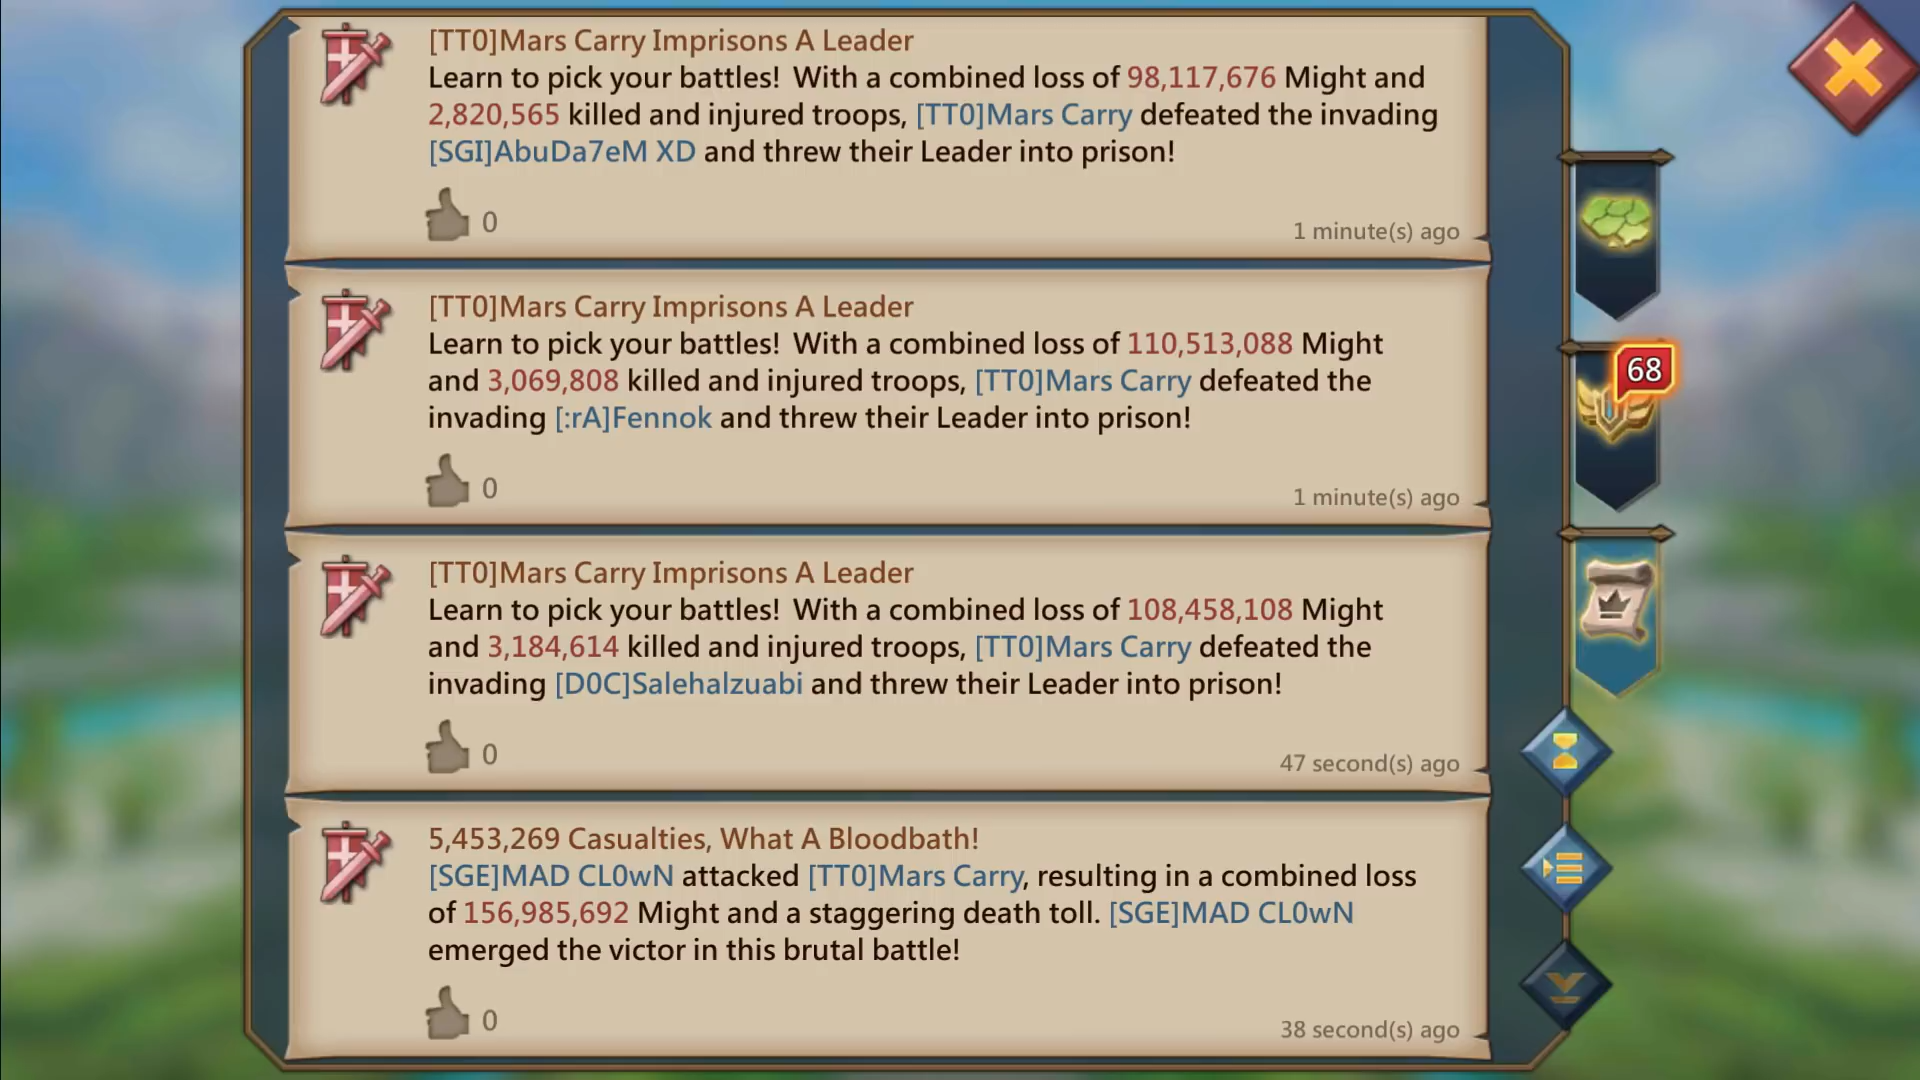 [TT0]Mars Carry Imprisons A Leader
Learn to pick your battles! With a combined loss of 98,117,676 Might and
2,820,565 killed and injured troops, [TT0]Mars Carry defeated the invading
[SGI]AbuDa7eM XD and threw their Leader into prison!
0
1 minute(s) ago
[TT0]Mars Carry Imprisons A Leader
Learn to pick your battles! With a combined loss of 110,513,088 Might
and 3,069,808 killed and injured troops, [TT0]Mars Carry defeated the
invading [:rA]Fennok and threw their Leader into prison!
0
1 minute(s) ago
68
[TT0]Mars Carry Imprisons A Leader
Learn to pick your battles! With a combined loss of 108,458,108 Might
and 3,184,614 killed and injured troops, [TT0]Mars Carry defeated the
invading [D0C]Salehalzuabi and threw their Leader into prison!
0
47 second(s) ago
5,453,269 Casualties, What A Bloodbath!
[SGE]MAD CL0wN attacked [TT0]Mars Carry, resulting in a combined loss
of 156,985,692 Might and a staggering death toll. [SGE]MAD CL0wN
emerged the victor in this brutal battle!
0
38 second(s) ago